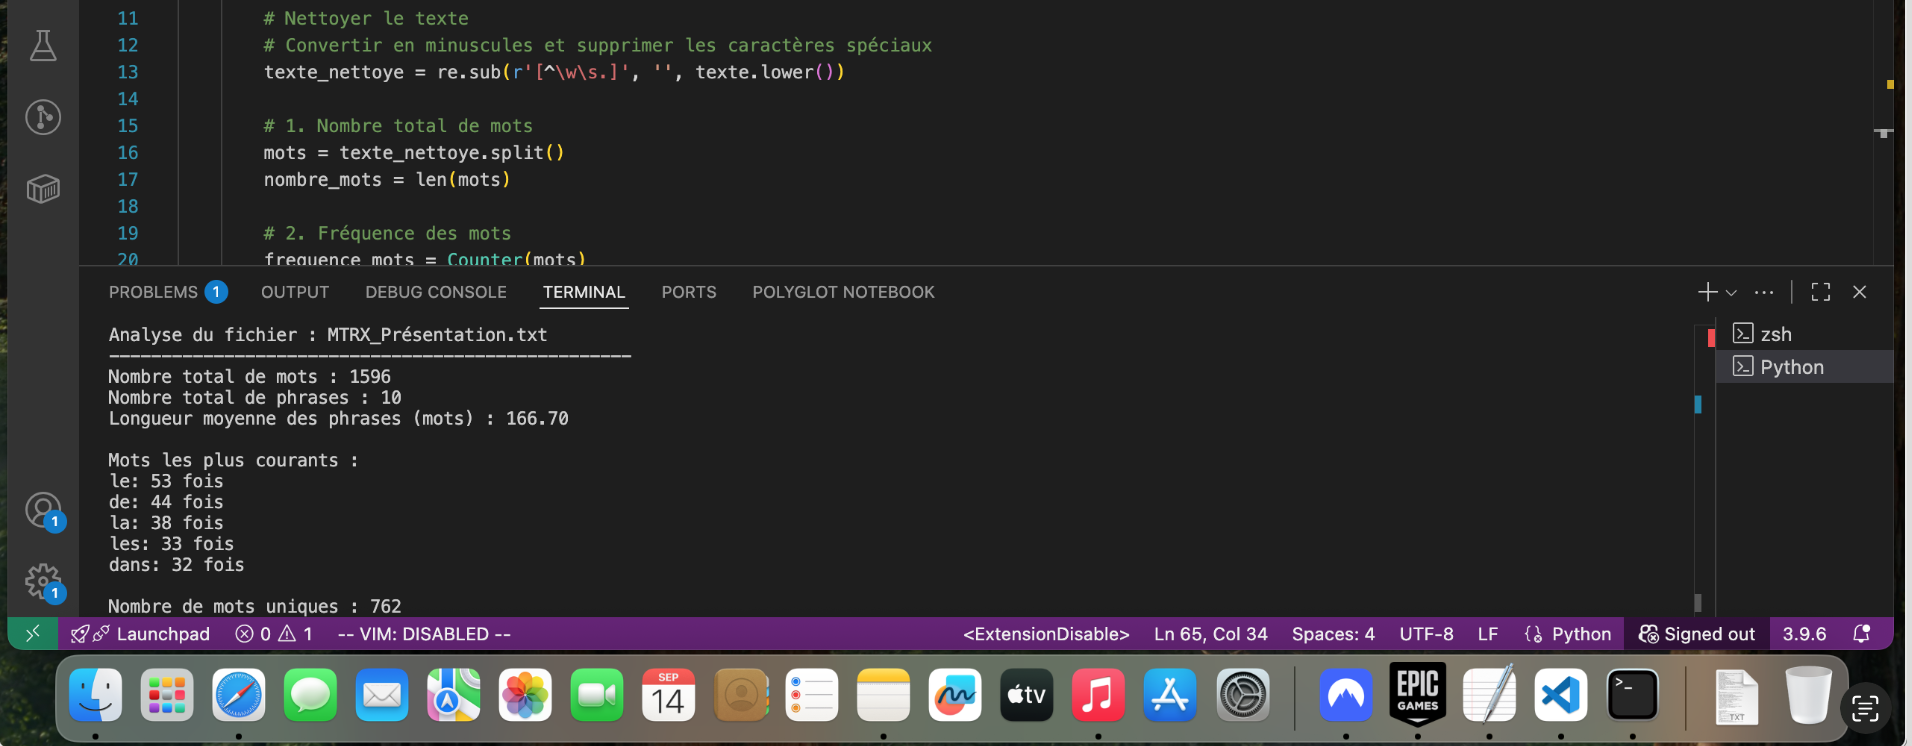 11 # Nettoyer le texte
12 # Convertir en minuscules et supprimer les caractères spéciaux
13 texte_nettoye = re.sub(r'[^\w\s.]', '', texte.lower())
14
15 # 1. Nombre total de mots
16 mots = texte_nettoye.split()
17 nombre_mots = len(mots)
18
19 # 2. Fréquence des mots
20 frequence_mots = Counter(mots)
PROBLEMS 1 OUTPUT DEBUG CONSOLE TERMINAL PORTS POLYGLOT NOTEBOOK
Analyse du fichier : MTRX_Présentation.txt
--------------------------------------------------
Nombre total de mots : 1596
Nombre total de phrases : 10
Longueur moyenne des phrases (mots) : 166.70
Mots les plus courants :
le: 53 fois
de: 44 fois
la: 38 fois
les: 33 fois
dans: 32 fois
Nombre de mots uniques : 762
zsh
Python
1
1
Launchpad 0 1 -- VIM: DISABLED -- <ExtensionDisable> Ln 65, Col 34 Spaces: 4 UTF-8 LF Python Signed out 3.9.6
SEP
14
tv
EPIC
GAMES
>_
TXT